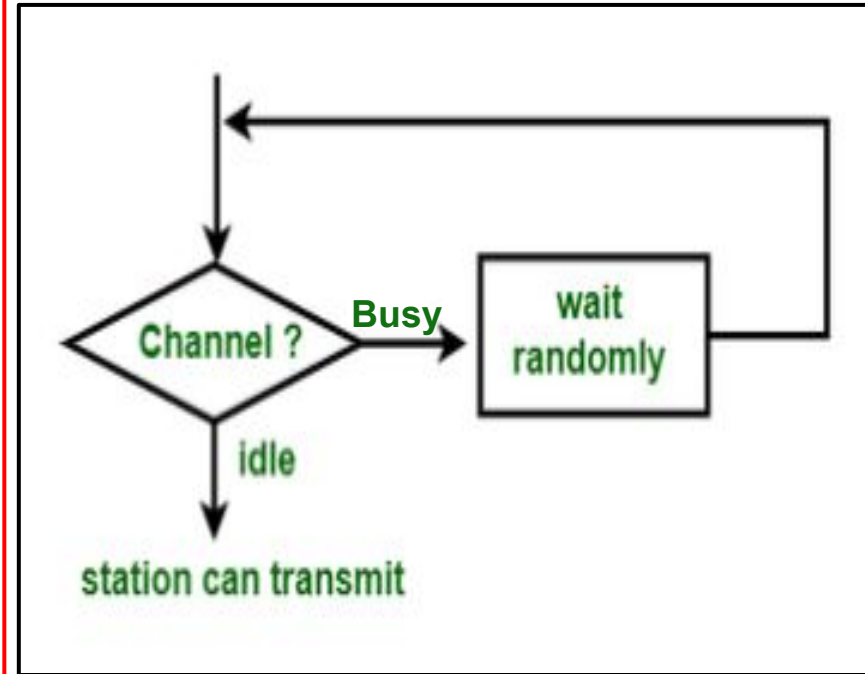 Channel ?
Busy
wait
randomly
idle
station can transmit